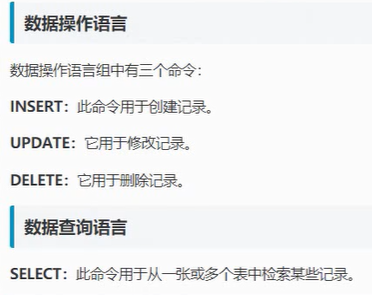 数据操作语言
数据操作语言组中有三个命令：
INSERT：此命令用于创建记录。
UPDATE：它用于修改记录。
DELETE：它用于删除记录。
数据查询语言
SELECT：此命令用于从一张或多个表中检索某些记录。